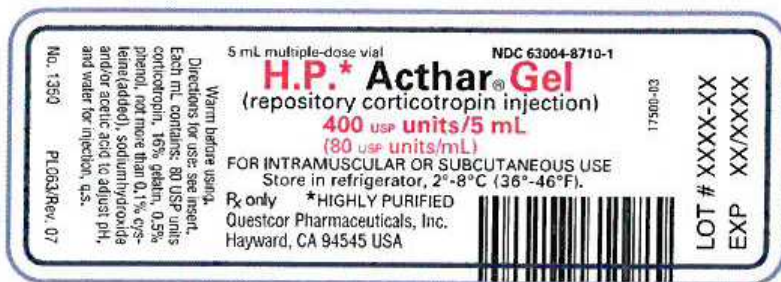 5 mL multiple-dose vial
NDC 63004-8710-1
H.P.* Acthar® Gel
(repository corticotropin injection)
400 USP units/5 mL
(80 USP units/mL)
FOR INTRAMUSCULAR OR SUBCUTANEOUS USE
Store in refrigerator, 2°-8°C (36°-46°F).
Rx only *HIGHLY PURIFIED
Questcor Pharmaceuticals, Inc.
Hayward, CA 94545 USA
Warm before using.
Directions for use: see insert.
Each mL contains: 80 USP units
corticotropin, 16% gelatin, 0.5%
phenol, not more than 0.1% cys-
teine(added), sodiumhydroxide
and/or acetic acid to adjust pH,
and water for injection, q.s.
No. 1350 PL063/Rev. 07
17500-03
LOT # XXXX-XX
EXP XX/XXXX